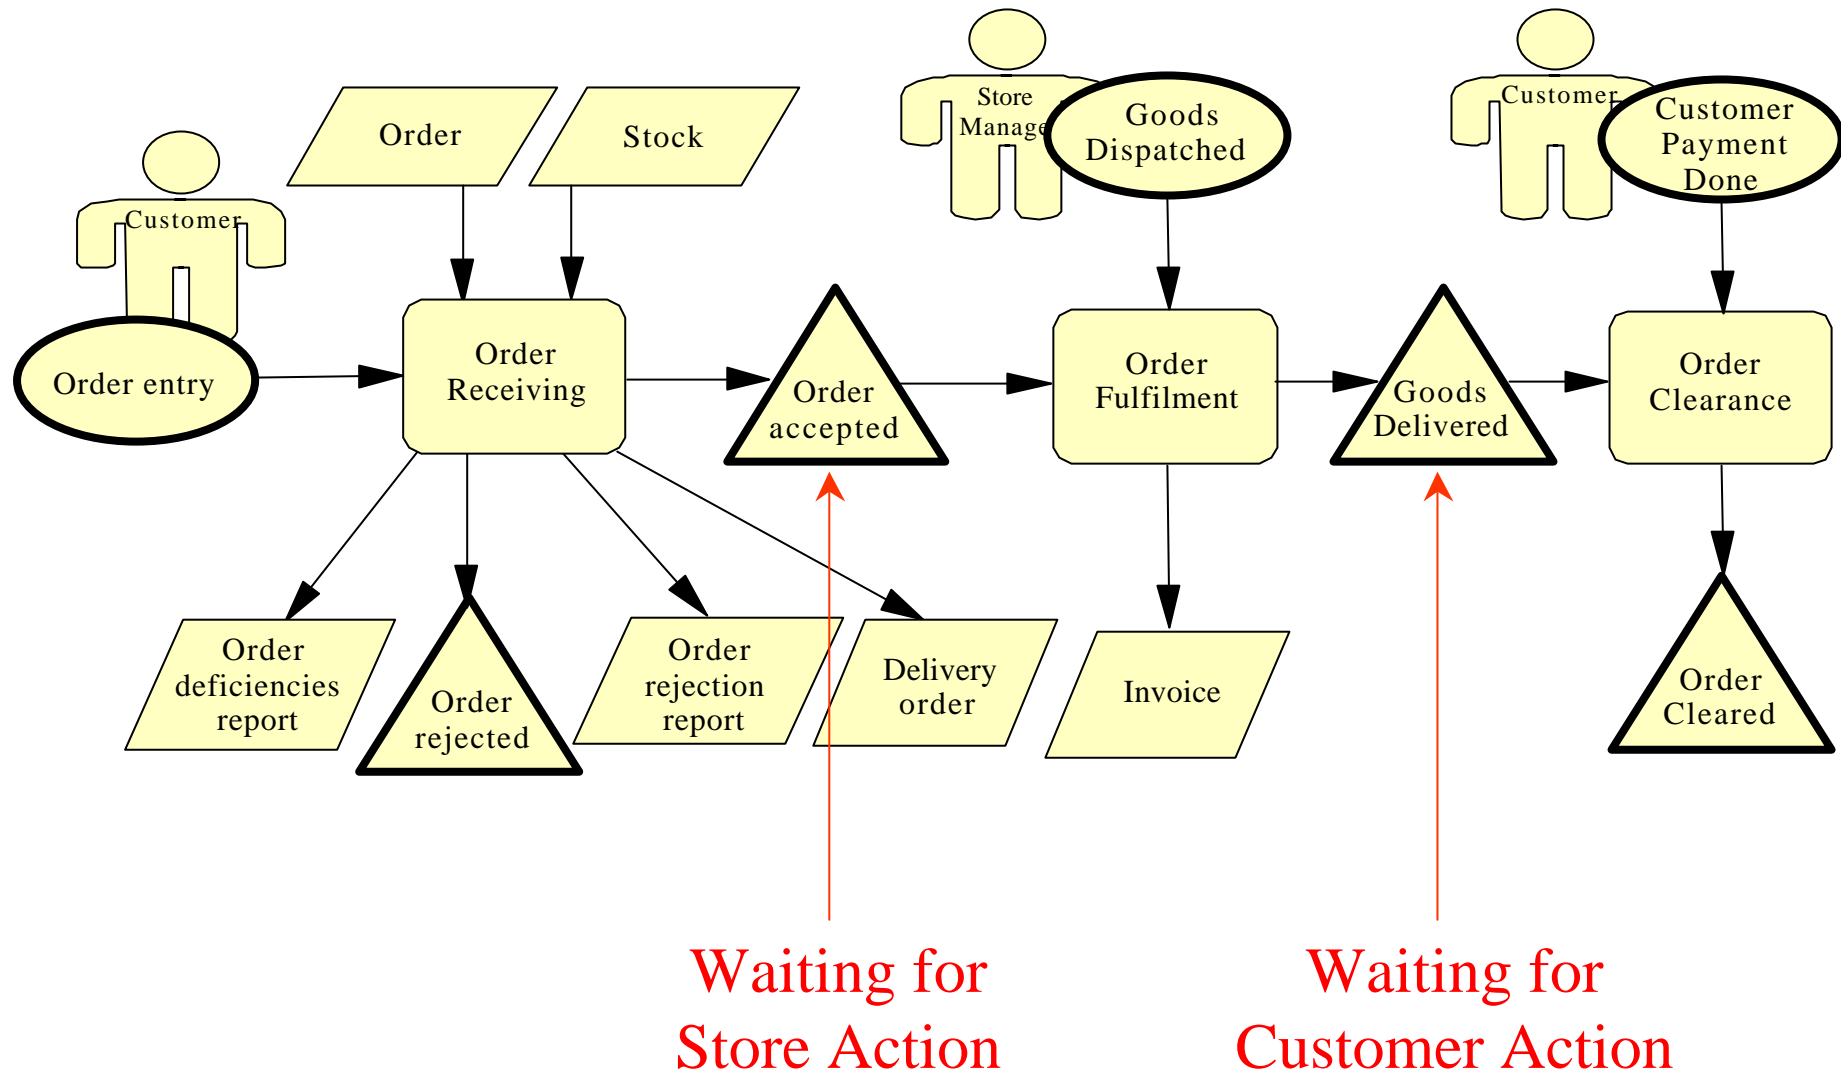 Customer
Order entry
Order
Stock
Order
Receiving
Order
deficiencies
report
Order
rejected
Order
rejection
report
Delivery
order
Order
accepted
Store
Manage
Goods
Dispatched
Order
Fulfilment
Invoice
Goods
Delivered
Customer
Customer
Payment
Done
Order
Clearance
Order
Cleared
Waiting for
Store Action
Waiting for
Customer Action